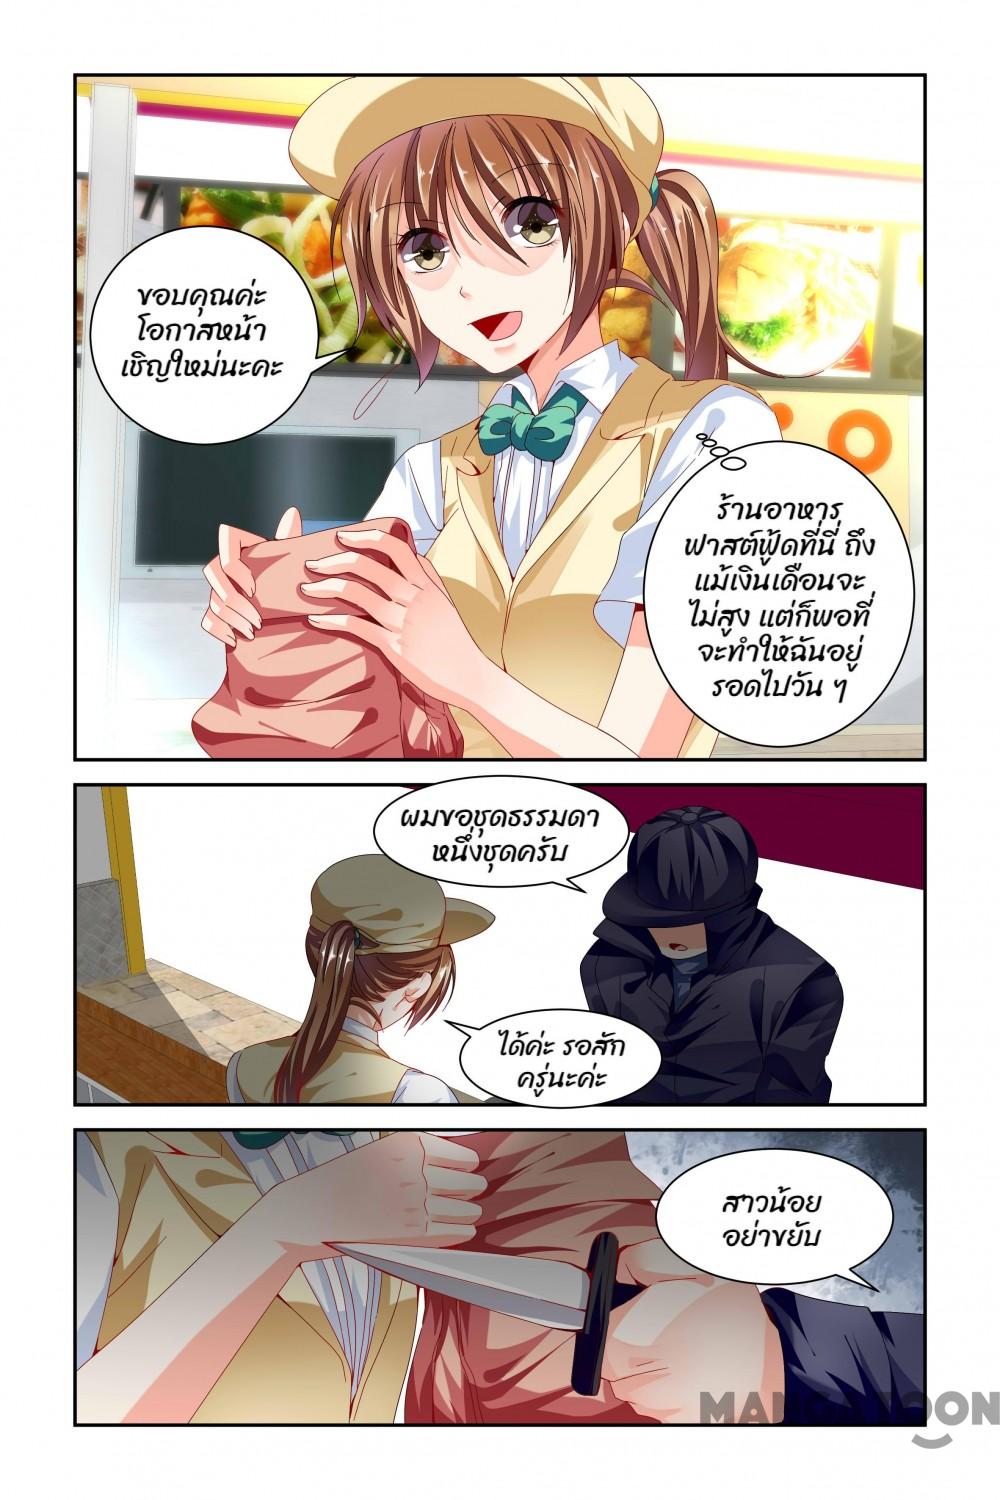 ขอบคุณค่ะ
โอกาสหน้า
เชิญใหม่นะคะ
ร้านอาหาร
ฟาสต์ฟู้ดที่นี่ ถึง
แม้เงินเดือนจะ
ไม่สูง แต่ก็พอที่
จะทำให้ฉันอยู่
รอดไปวัน ๆ
ผมขอชุดธรรมดา
หนึ่งชุดครับ
ได้ค่ะ รอสัก
ครู่นะค่ะ
สาวน้อย
อย่าขยับ
MANGATOON